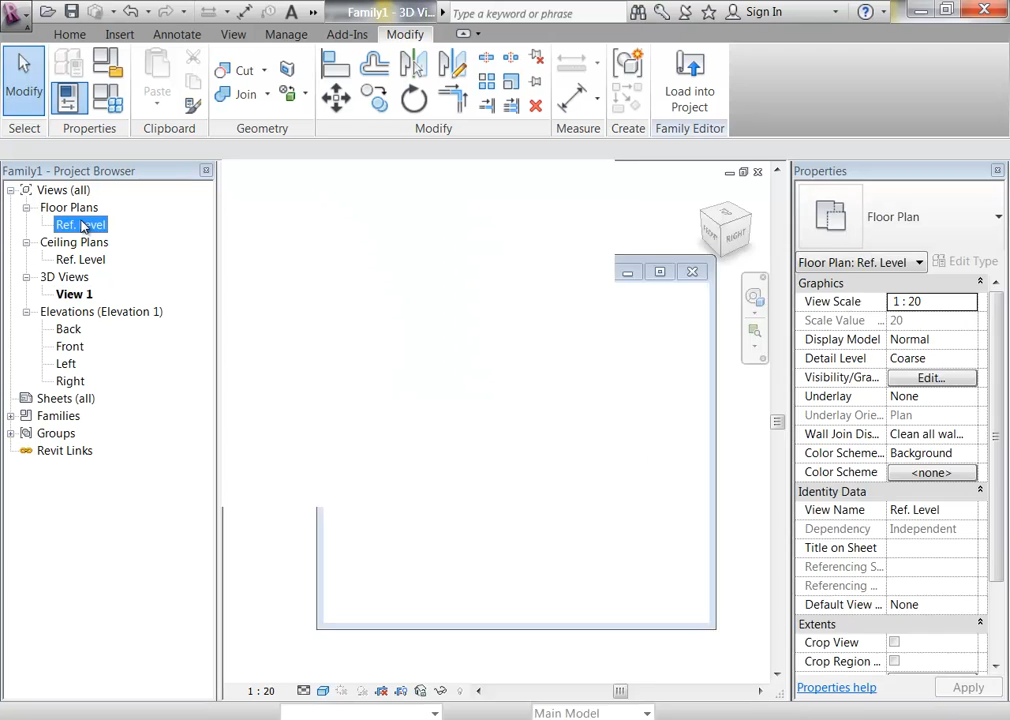 Family1 - 3D Vi...
Type a keyword or phrase
Sign In
Home
Insert
Annotate
View
Manage
Add-Ins
Modify
Modify
Paste
Cut
Join
Load into
Project
Select
Properties
Clipboard
Geometry
Modify
Measure
Create
Family Editor
Family1 - Project Browser
Views (all)
Floor Plans
Ref. Level
Ceiling Plans
Ref. Level
3D Views
View 1
Elevations (Elevation 1)
Back
Front
Left
Right
Sheets (all)
Families
Groups
Revit Links
RIGHT
1 : 20
Main Model
Properties
Floor Plan
Floor Plan: Ref. Level
Edit Type
Graphics
View Scale 1 : 20
Scale Value ... 20
Display Model Normal
Detail Level Coarse
Visibility/Gra... Edit...
Underlay None
Underlay Orie... Plan
Wall Join Dis... Clean all wal...
Color Scheme... Background
Color Scheme <none>
Identity Data
View Name Ref. Level
Dependency Independent
Title on Sheet
Referencing S...
Referencing ...
Default View ... None
Extents
Crop View
Crop Region ...
Properties help
Apply